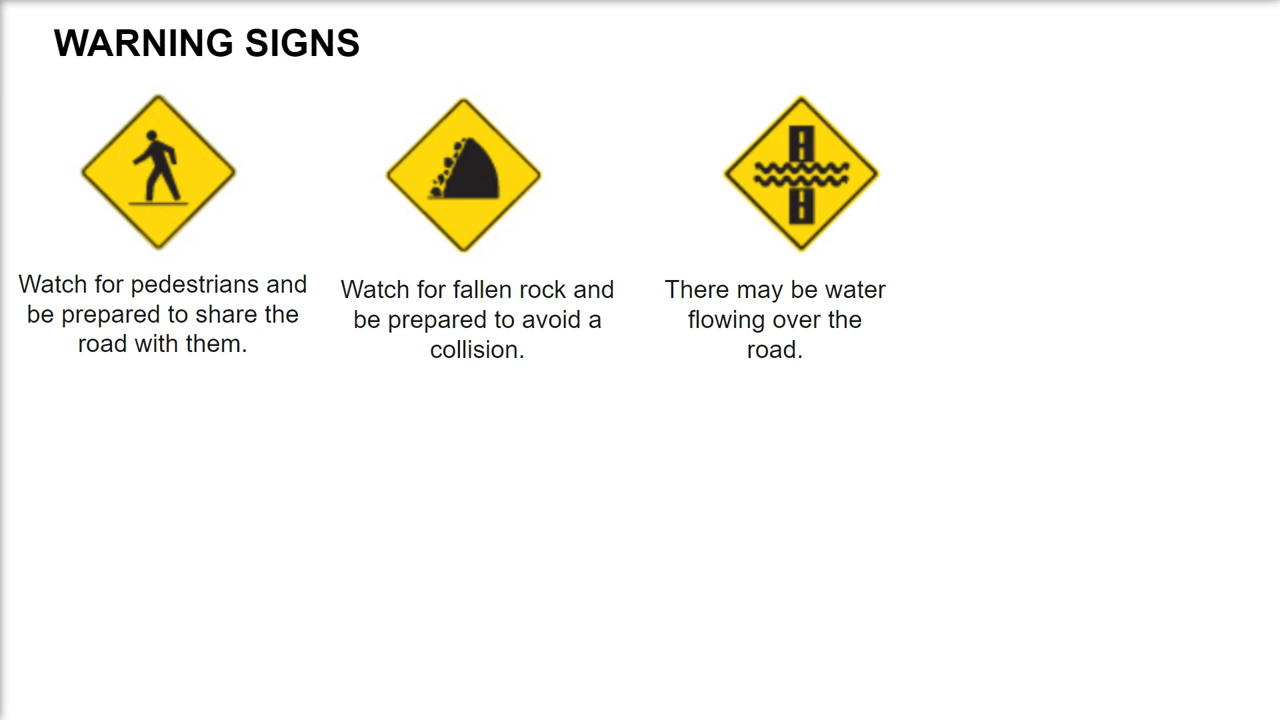 WARNING SIGNS
Watch for pedestrians and
be prepared to share the
road with them.
Watch for fallen rock and
be prepared to avoid a
collision.
There may be water
flowing over the
road.